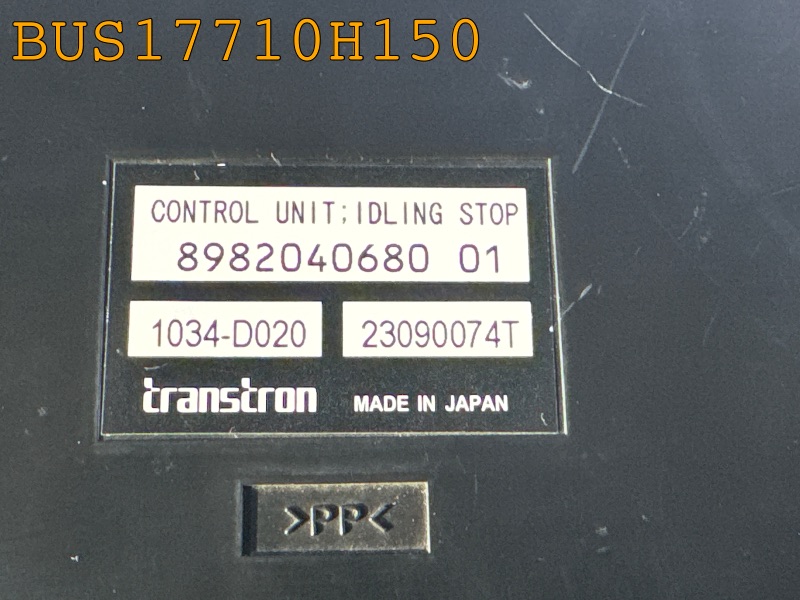 BUS17710H150
CONTROL UNIT;IDLING STOP
8982040680 01
1034-D020
23090074T
transtron
MADE IN JAPAN
>PP<